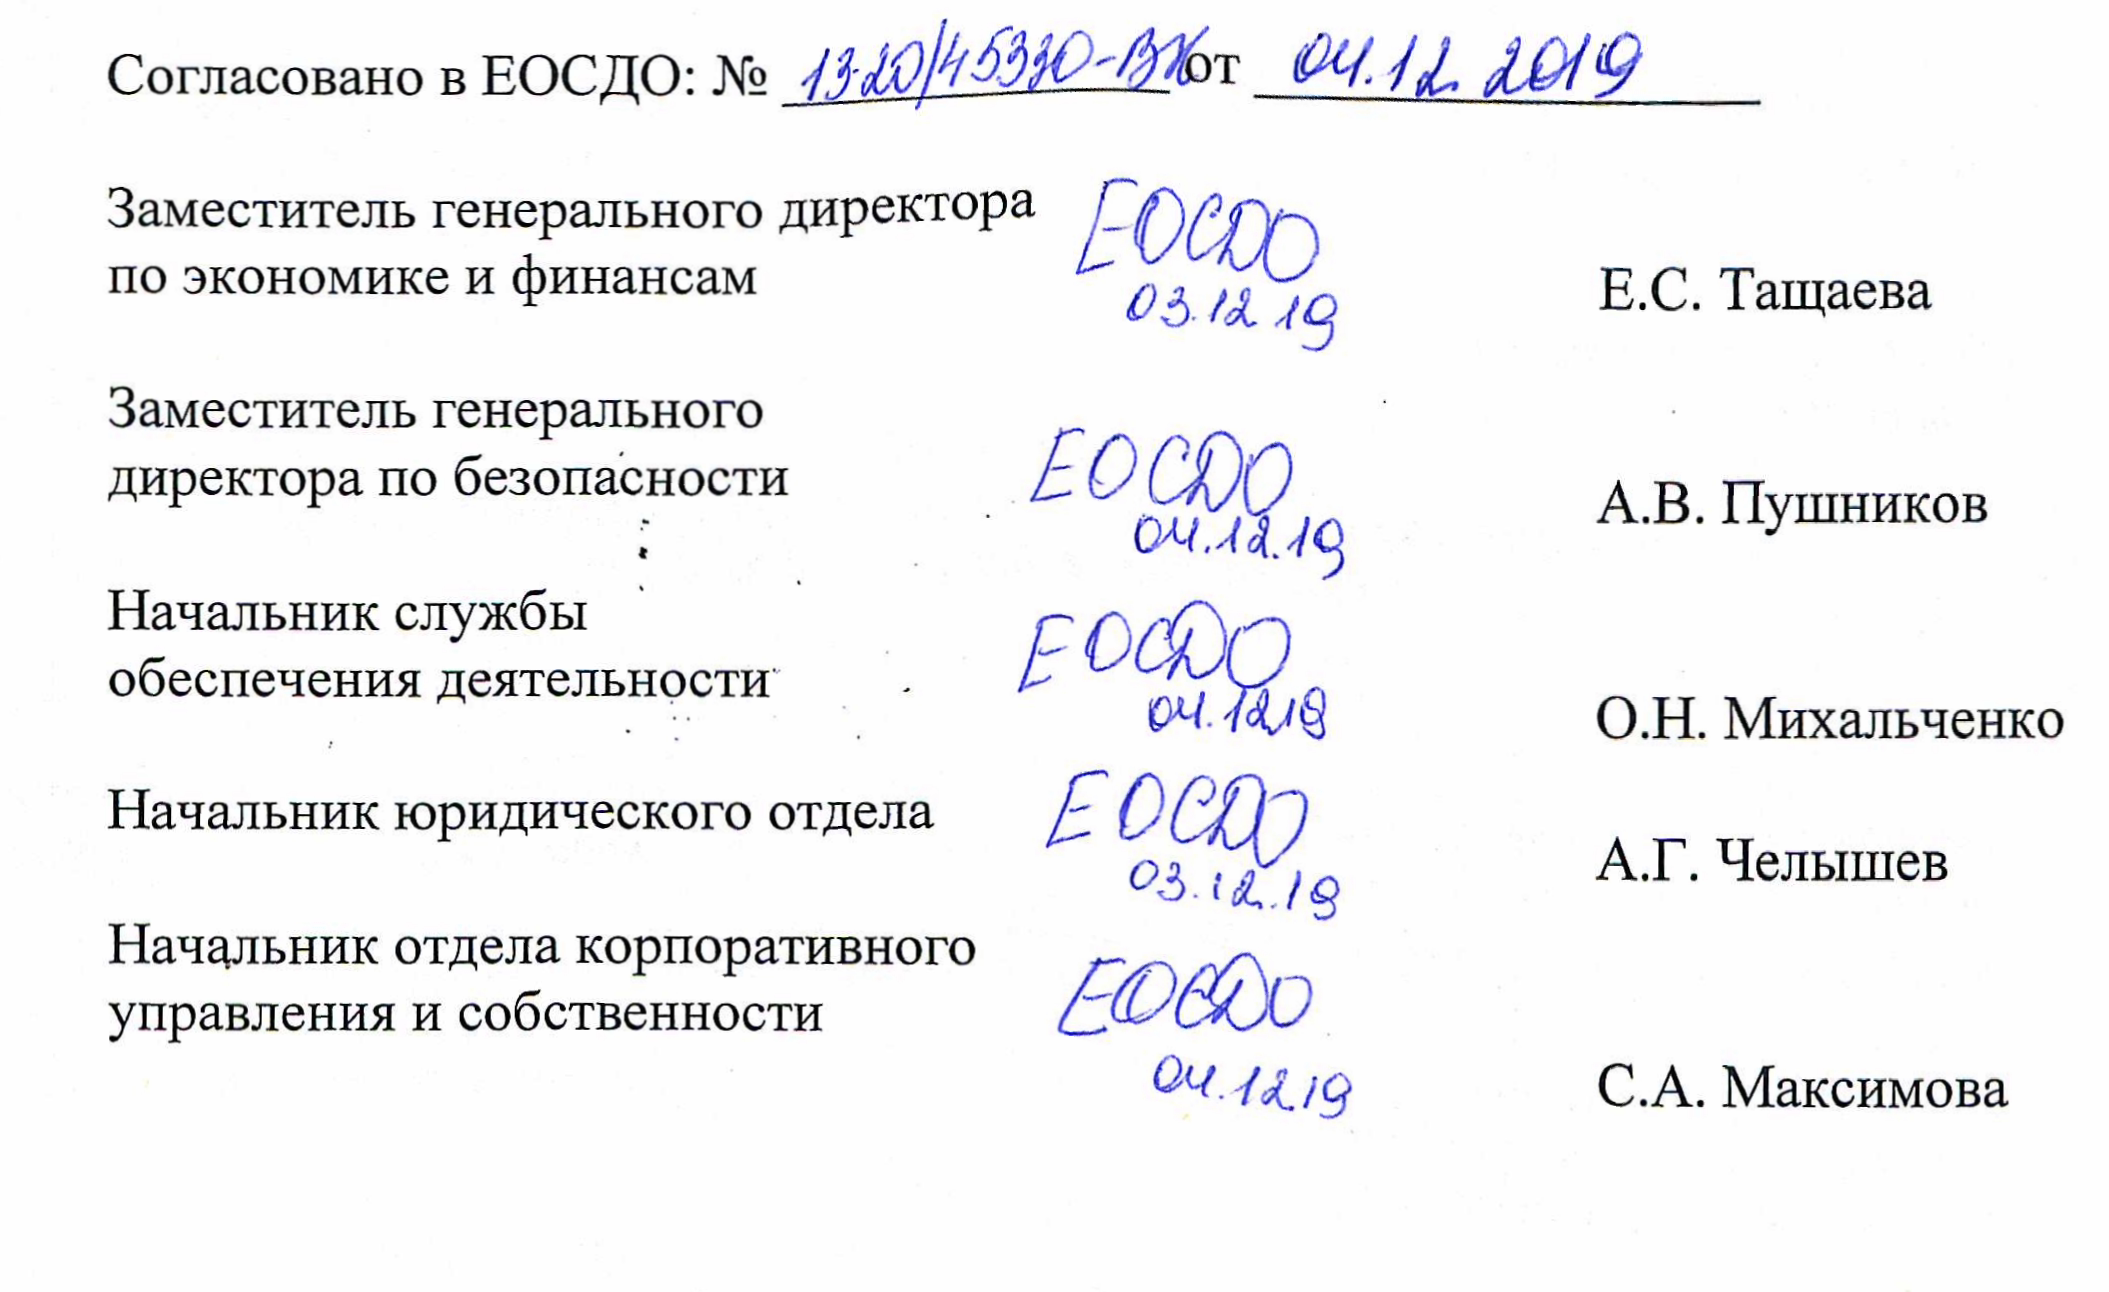 Согласовано в ЕОСДО: № 13-20/45330-ВК от 04.12.2019
Заместитель генерального директора
по экономике и финансам
ЕОСДО
03.12.19
Е.С. Тащаева
Заместитель генерального
директора по безопасности
ЕОСДО
04.12.19
А.В. Пушников
Начальник службы
обеспечения деятельности
ЕОСДО
04.12.19
О.Н. Михальченко
Начальник юридического отдела
ЕОСДО
03.12.19
А.Г. Челышев
Начальник отдела корпоративного
управления и собственности
ЕОСДО
04.12.19
С.А. Максимова